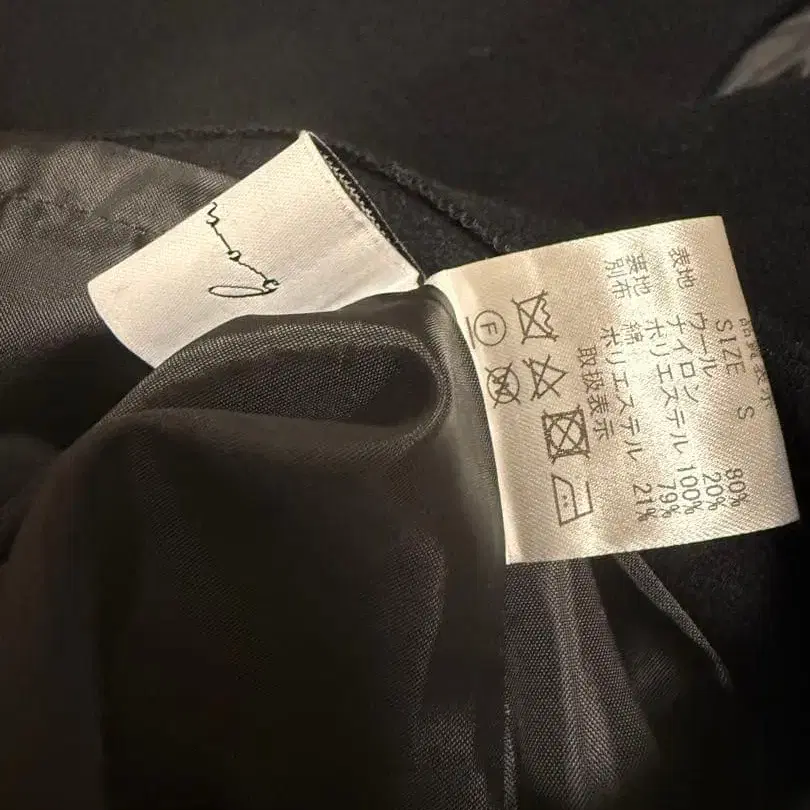 品質表示
SIZE S
表地 ウール 80%
ナイロン 20%
裏地 ポリエステル 100%
別布 綿 79%
ポリエステル 21%
取扱表示
F